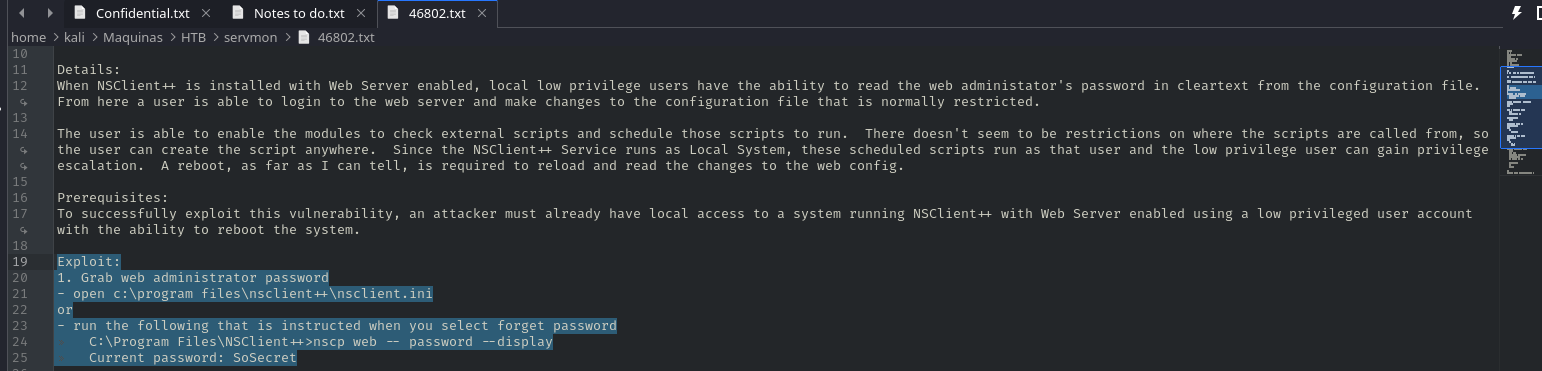 Confidential.txt Notes to do.txt 46802.txt
home > kali > Maquinas > HTB > servmon > 46802.txt
10
11 Details:
12 When NSClient++ is installed with Web Server enabled, local low privilege users have the ability to read the web administator's password in cleartext from the configuration file.
From here a user is able to login to the web server and make changes to the configuration file that is normally restricted.
13
14 The user is able to enable the modules to check external scripts and schedule those scripts to run.  There doesn't seem to be restrictions on where the scripts are called from, so
the user can create the script anywhere.  Since the NSClient++ Service runs as Local System, these scheduled scripts run as that user and the low privilege user can gain privilege
escalation.  A reboot, as far as I can tell, is required to reload and read the changes to the web config.
15
16 Prerequisites:
17 To successfully exploit this vulnerability, an attacker must already have local access to a system running NSClient++ with Web Server enabled using a low privileged user account
with the ability to reboot the system.
18
19 Exploit:
20 1. Grab web administrator password
21 - open c:\program files\nsclient++\nsclient.ini
22 or
23 - run the following that is instructed when you select forget password
24     C:\Program Files\NSClient++>nscp web -- password --display
25     Current password: SoSecret